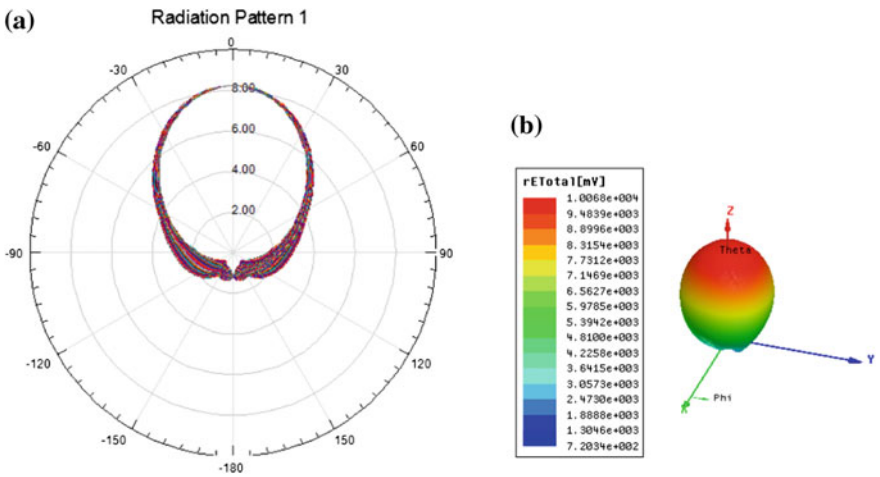 (a)
Radiation Pattern 1
0
-30
30
8.00
-60
60
6.00
4.00
2.00
-90
90
-120
120
-150
150
-180
(b)
rETotal[mV]
1.0068e+004
9.4839e+003
8.8996e+003
8.3154e+003
7.7312e+003
7.1469e+003
6.5627e+003
5.9785e+003
5.3942e+003
4.8100e+003
4.2258e+003
3.6415e+003
3.0573e+003
2.4730e+003
1.8888e+003
1.3046e+003
7.2034e+002
Z
Theta
Y
X
Phi